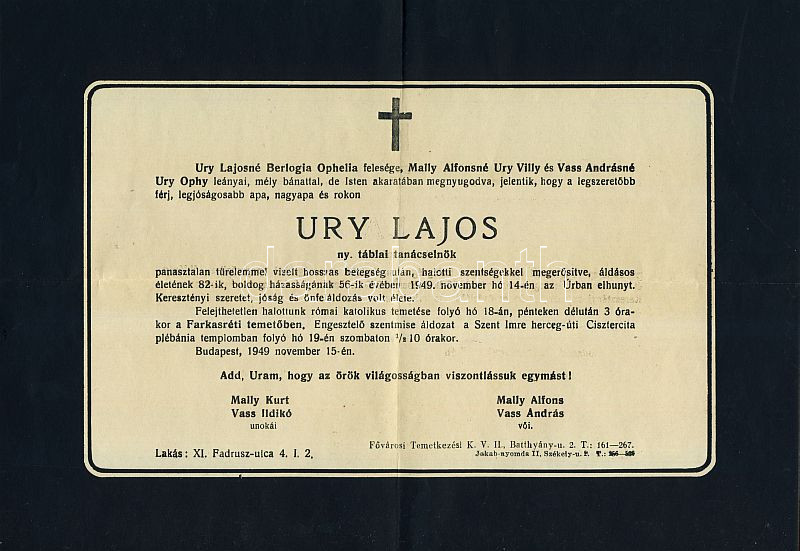 Ury Lajosné Berlogia Ophelia felesége, Mally Alfonsné Ury Villy és Vass Andrásné
Ury Ophy leányai, mély bánattal, de Isten akaratában megnyugodva, jelentik, hogy a legszeretőbb
férj, legjóságosabb apa, nagyapa és rokon
URY LAJOS
ny. táblai tanácselnök
panasztalan türelemmel viselt hosszas betegség után, halotti szentségekkel megerősítve, áldásos
életének 82-ik, boldog házasságának 56-ik évében 1949. november hó 14-én az Úrban elhunyt.
Keresztényi szeretet, jóság és önfeláldozás volt élete.
Felejthetetlen halottunk római katolikus temetése folyó hó 18-án, pénteken délután 3 óra-
kor a Farkasréti temetőben. Engesztelő szentmise áldozat a Szent Imre herceg-úti Cisztercita
plébánia templomban folyó hó 19-én szombaton ½10 órakor.
Budapest, 1949 november 15-én.
Add, Uram, hogy az örök világosságban viszontlássuk egymást!
Mally Kurt
Vass Ildikó
unokái
Mally Alfons
Vass András
vői.
Lakás: XI. Fadrusz-utca 4. I. 2.
Fővárosi Temetkezési K. V. II., Batthyány-u. 2. T.: 161—267.
Jakab-nyomda II, Székely-u. 2. T.:
darabanth